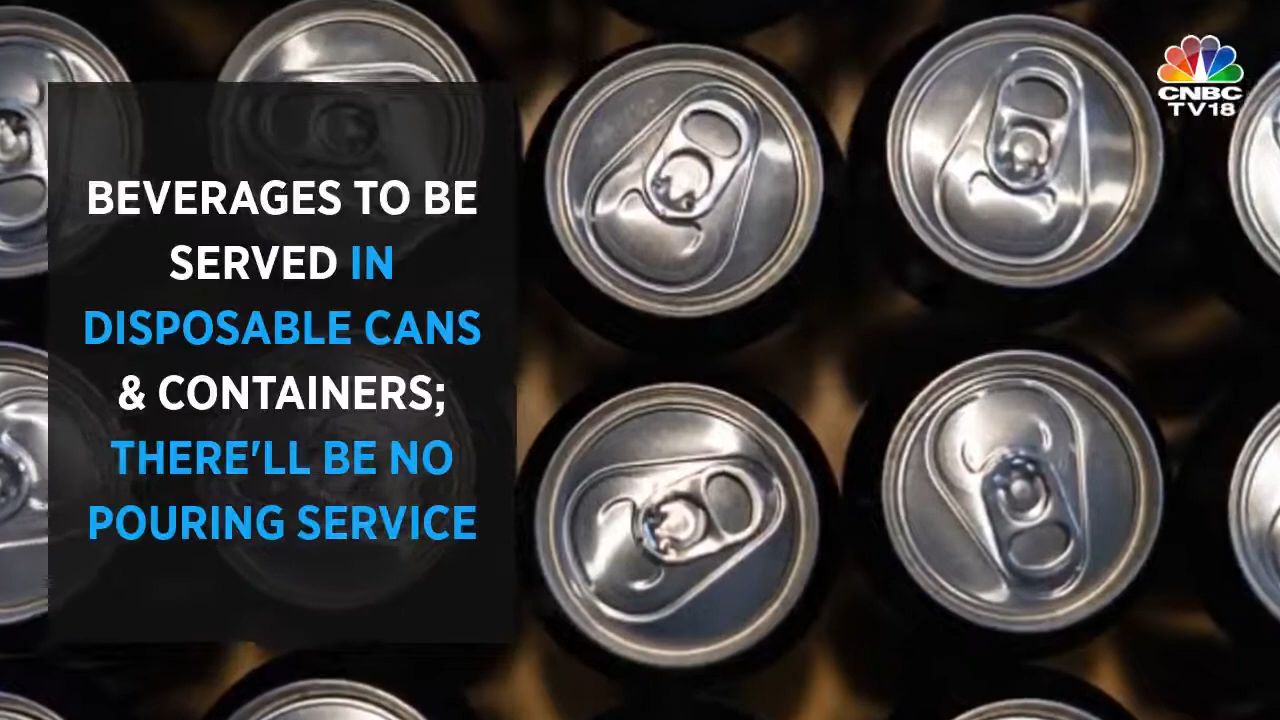 BEVERAGES TO BE
SERVED IN
DISPOSABLE CANS
& CONTAINERS;
THERE'LL BE NO
POURING SERVICE
CNBC
TV18